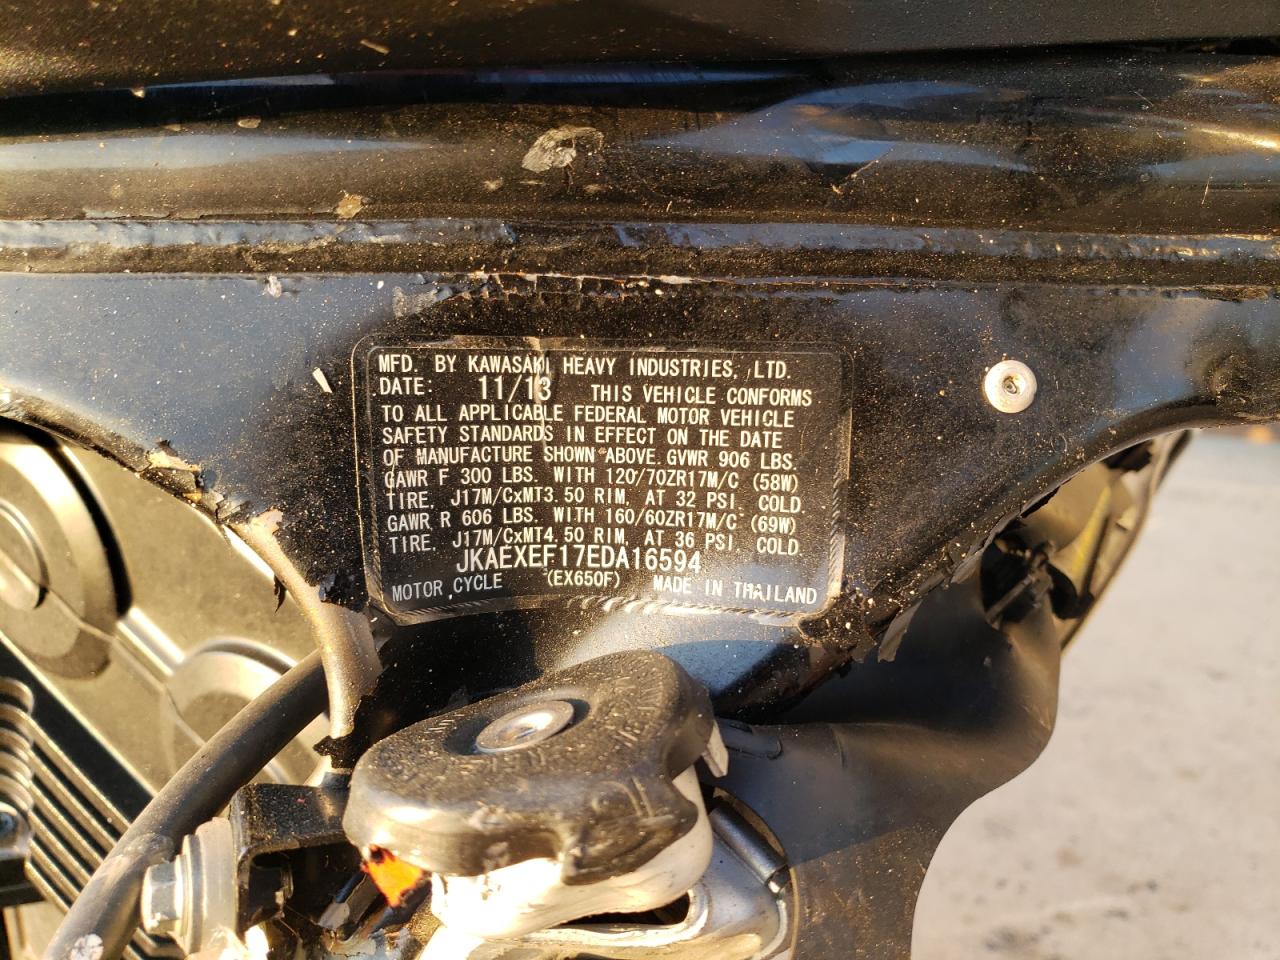 MFD. BY KAWASAKI HEAVY INDUSTRIES, LTD.
DATE: 11/13 THIS VEHICLE CONFORMS
TO ALL APPLICABLE FEDERAL MOTOR VEHICLE
SAFETY STANDARDS IN EFFECT ON THE DATE
OF MANUFACTURE SHOWN ABOVE. GVWR 906 LBS.
GAWR F 300 LBS. WITH 120/70ZR17M/C (58W)
TIRE, J17M/CxMT3.50 RIM, AT 32 PSI. COLD.
GAWR R 606 LBS. WITH 160/60ZR17M/C (69W)
TIRE, J17M/CxMT4.50 RIM, AT 36 PSI, COLD.
JKAEXEF17EDA16594
MOTOR CYCLE (EX650F) MADE IN THAILAND